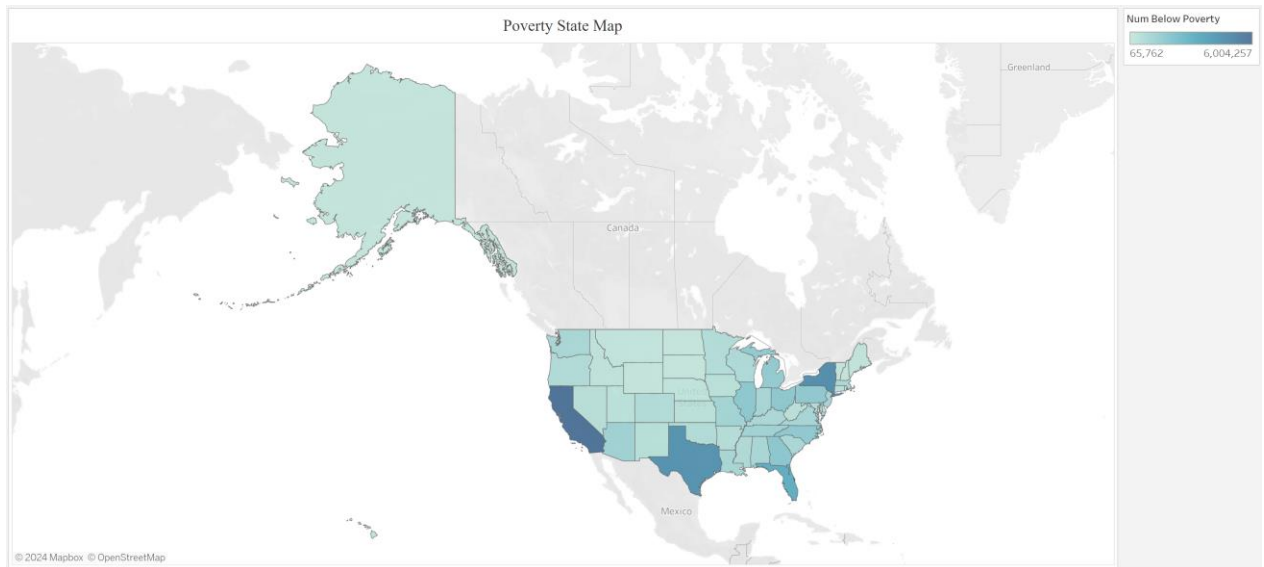 Poverty State Map
Num Below Poverty
65,762 6,004,257
Greenland
Canada
Mexico
© 2024 Mapbox © OpenStreetMap